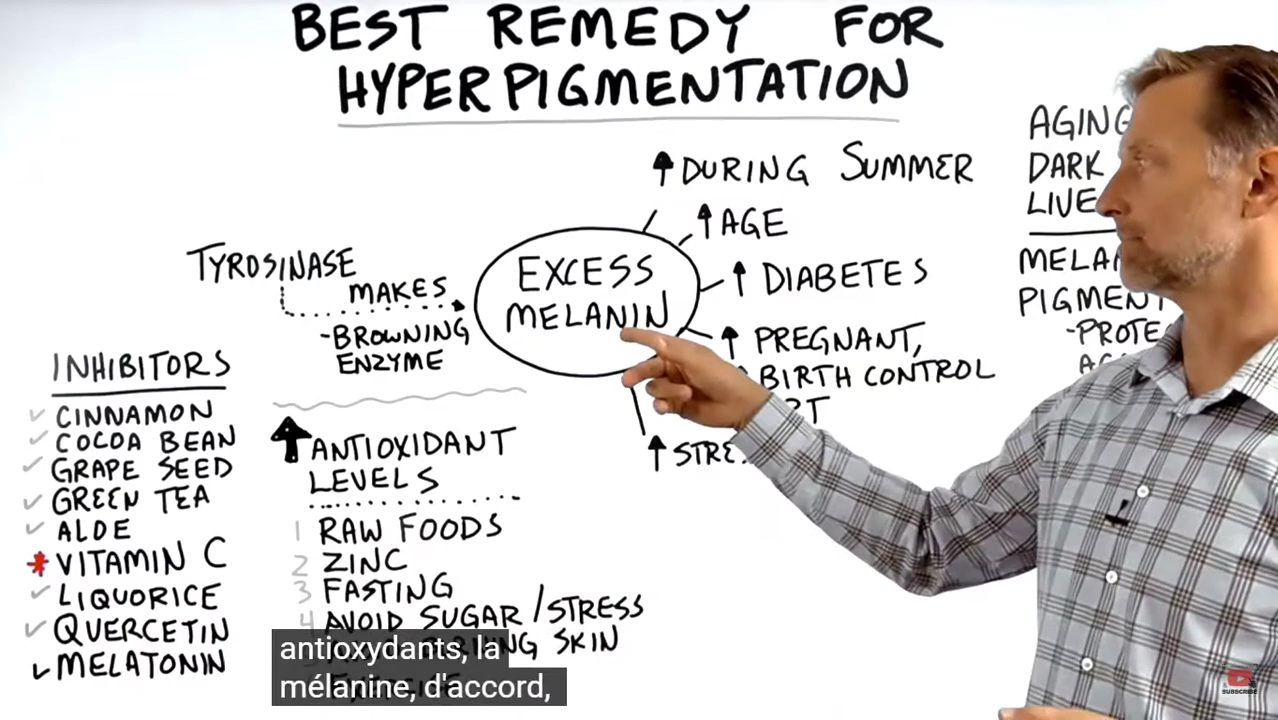 BEST REMEDY FOR
HYPERPIGMENTATION
TYROSINASE
MAKES
-BROWNING
ENZYME
EXCESS
MELANIN
DURING SUMMER
AGE
DIABETES
PREGNANT,
BIRTH CONTROL
AGING
DARK
PIGMENT
INHIBITORS
CINNAMON
COCOA BEAN
GRAPE SEED
GREEN TEA
ALOE
VITAMIN C
LIQUORICE
QUERCETIN
MELATONIN
ANTIOXIDANT
LEVELS
1 RAW FOODS
2 ZINC
3 FASTING
4 AVOID SUGAR/STRESS
SKIN
antioxydants, la
mélanine, d'accord,
SUBSCRIBE